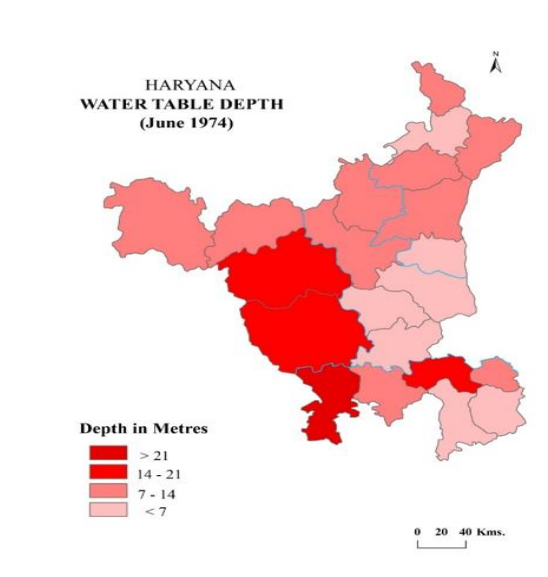 N
HARYANA
WATER TABLE DEPTH
(June 1974)
Depth in Metres
> 21
14 - 21
7 - 14
< 7
0 20 40 Kms.